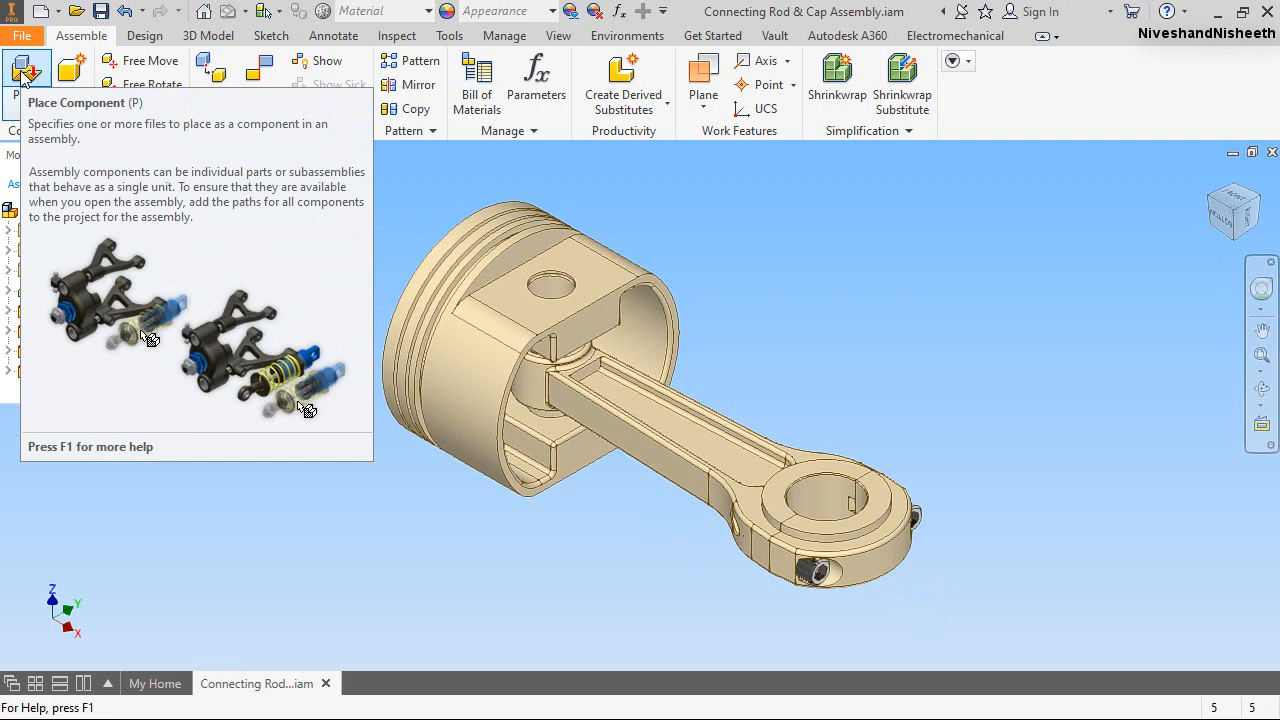 PRO
Material
Appearance
Connecting Rod & Cap Assembly.iam
Sign In
File
Assemble
Design
3D Model
Sketch
Annotate
Inspect
Tools
Manage
View
Environments
Get Started
Vault
Autodesk A360
Electromechanical
NiveshandNisheeth
Free Move
Free Rotate
Show
Show Sick
Pattern
Mirror
Copy
Pattern
Bill of
Materials
Parameters
Manage
Create Derived
Substitutes
Productivity
Plane
Axis
Point
UCS
Work Features
Shrinkwrap
Shrinkwrap
Substitute
Simplification
Place Component (P)
Specifies one or more files to place as a component in an
assembly.
Assembly components can be individual parts or subassemblies
that behave as a single unit. To ensure that they are available
when you open the assembly, add the paths for all components
to the project for the assembly.
Press F1 for more help
FRONT
BOTTOM
Z
Y
X
My Home
Connecting Rod...iam
For Help, press F1
5 5